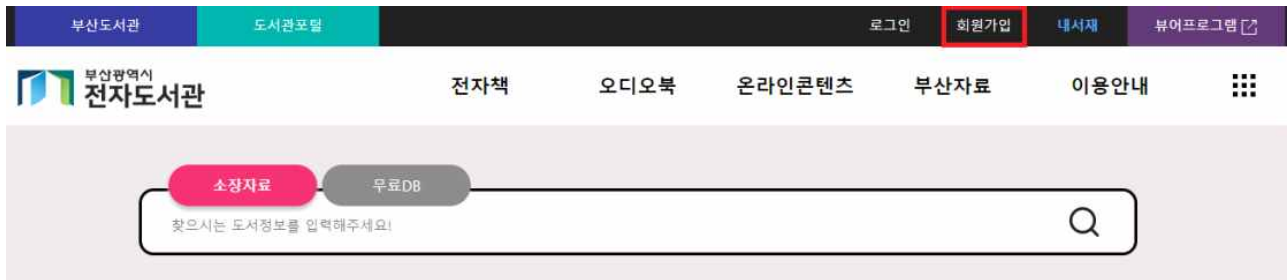 부산도서관 도서관포털 로그인 회원가입 내서재 뷰어프로그램
부산광역시
전자도서관 전자책 오디오북 온라인콘텐츠 부산자료 이용안내
소장자료 무료DB
찾으시는 도서정보를 입력해주세요!